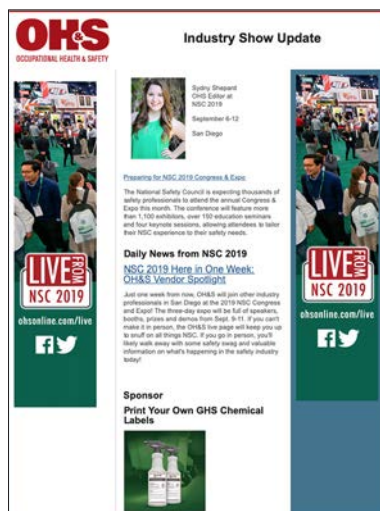 OH&S
OCCUPATIONAL HEALTH & SAFETY
Industry Show Update
Sydny Shepard
OHS Editor at
NSC 2019
September 6-12
San Diego
Preparing for NSC 2019 Congress & Expo
The National Safety Council is expecting thousands of
safety professionals to attend the annual Congress &
Expo this month. The conference will feature more
than 1,100 exhibitors, over 150 education seminars
and four keynote sessions, allowing attendees to tailor
their NSC experience to their safety needs.
Daily News from NSC 2019
NSC 2019 Here in One Week:
OH&S Vendor Spotlight
Just one week from now, OH&S will join other industry
professionals in San Diego at the 2019 NSC Congress
and Expo! The three-day expo will be full of speakers,
booths, prizes and demos from Sept. 9-11. If you can't
make it in person, the OH&S live page will keep you up
to snuff on all things NSC. If you go in person, you'll
likely walk away with some safety swag and valuable
information on what's happening in the safety industry
today!
Sponsor
Print Your Own GHS Chemical
Labels
LIVE FROM
NSC 2019
ohsonline.com/live
LIVE FROM
NSC 2019
ohsonline.com/live